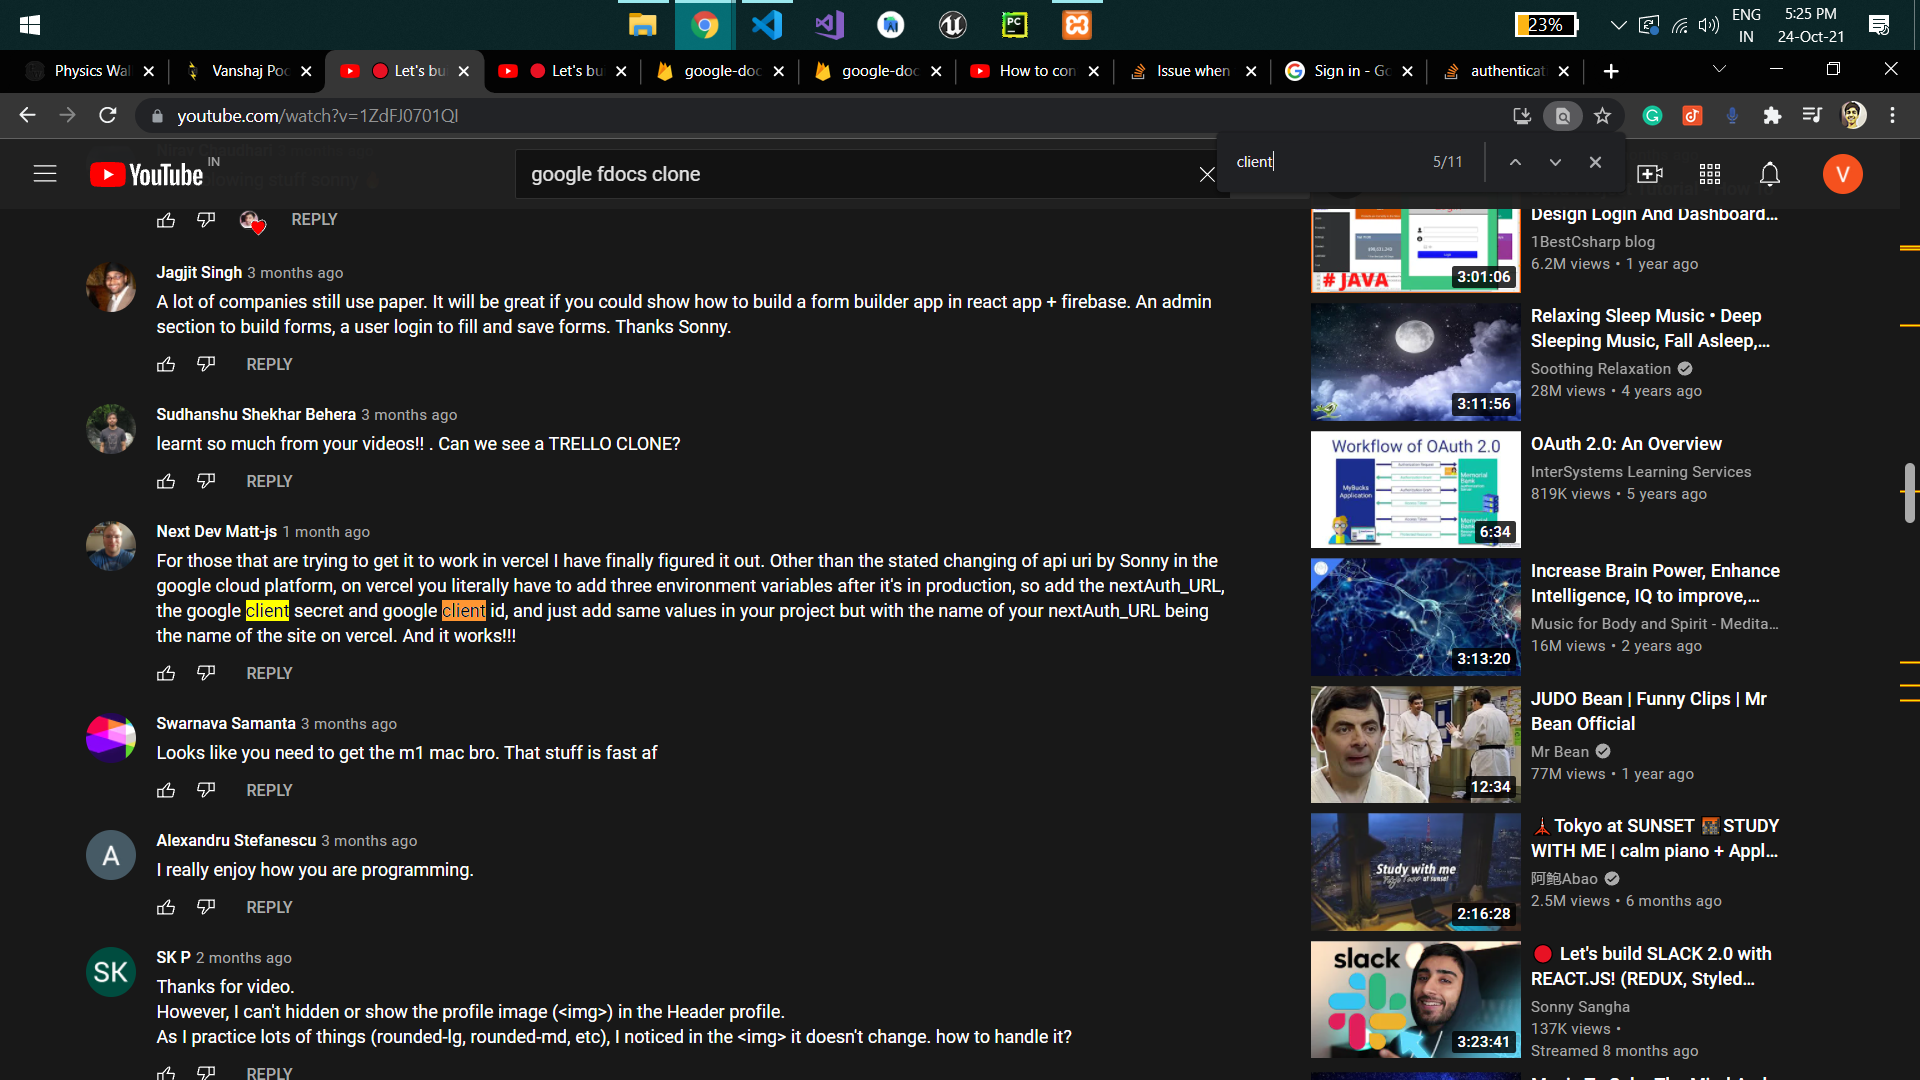 23%
ENG
IN
5:25 PM
24-Oct-21
Physics Wal
Vanshaj Poc
Let's bu
Let's bu
google-doc
google-doc
How to con
Issue when
Sign in - Go
authenticat
youtube.com/watch?v=1ZdFJ0701QI
client
5/11
YouTube
IN
google fdocs clone
V
REPLY
Jagjit Singh 3 months ago
A lot of companies still use paper. It will be great if you could show how to build a form builder app in react app + firebase. An admin
section to build forms, a user login to fill and save forms. Thanks Sonny.
REPLY
Sudhanshu Shekhar Behera 3 months ago
learnt so much from your videos!! . Can we see a TRELLO CLONE?
REPLY
Next Dev Matt-js 1 month ago
For those that are trying to get it to work in vercel I have finally figured it out. Other than the stated changing of api uri by Sonny in the
google cloud platform, on vercel you literally have to add three environment variables after it's in production, so add the nextAuth_URL,
the google client secret and google client id, and just add same values in your project but with the name of your nextAuth_URL being
the name of the site on vercel. And it works!!!
REPLY
Swarnava Samanta 3 months ago
Looks like you need to get the m1 mac bro. That stuff is fast af
REPLY
A
Alexandru Stefanescu 3 months ago
I really enjoy how you are programming.
REPLY
SK
SK P 2 months ago
Thanks for video.
However, I can't hidden or show the profile image (<img>) in the Header profile.
As I practice lots of things (rounded-lg, rounded-md, etc), I noticed in the <img> it doesn't change. how to handle it?
REPLY
# JAVA
3:01:06
Design Login And Dashboard...
1BestCsharp blog
6.2M views • 1 year ago
3:11:56
Relaxing Sleep Music • Deep
Sleeping Music, Fall Asleep,...
Soothing Relaxation
28M views • 4 years ago
Workflow of OAuth 2.0
MyBucks
Application
Memorial
Bank
6:34
OAuth 2.0: An Overview
InterSystems Learning Services
819K views • 5 years ago
3:13:20
Increase Brain Power, Enhance
Intelligence, IQ to improve,...
Music for Body and Spirit - Medita...
16M views • 2 years ago
12:34
JUDO Bean | Funny Clips | Mr
Bean Official
Mr Bean
77M views • 1 year ago
Study with me
at sunset
2:16:28
🗼Tokyo at SUNSET 🌇STUDY
WITH ME | calm piano + Appl...
阿鮑Abao
2.5M views • 6 months ago
slack
3:23:41
🔴 Let's build SLACK 2.0 with
REACT.JS! (REDUX, Styled...
Sonny Sangha
137K views •
Streamed 8 months ago